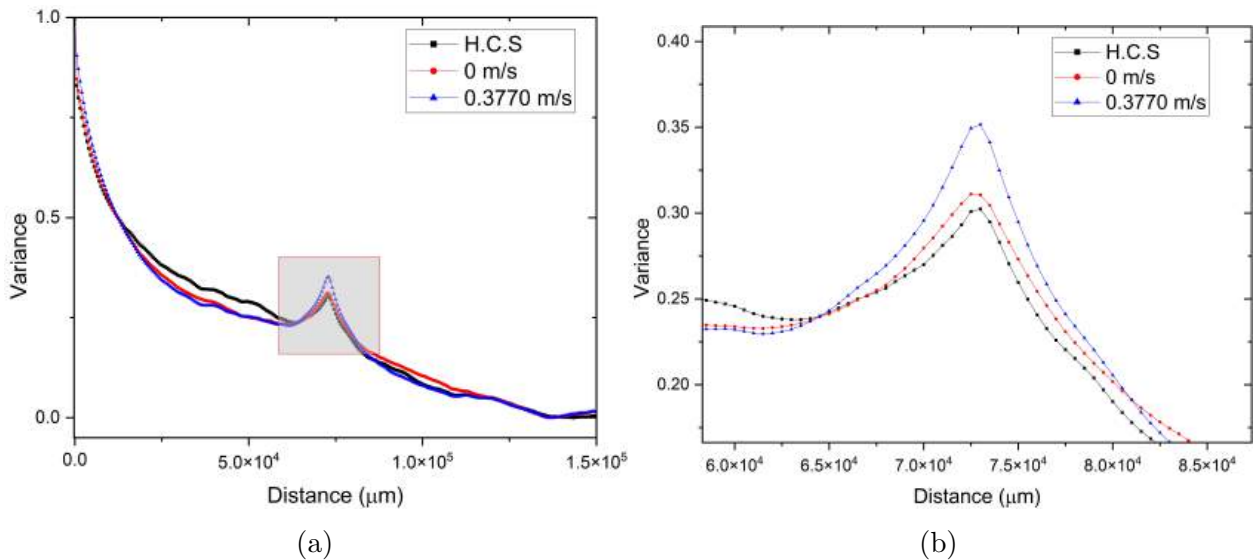 1.0
0.5
0.0
Variance
H.C.S
0 m/s
0.3770 m/s
0.0 5.0×10⁴ 1.0×10⁵ 1.5×10⁵
Distance (μm)
(a)
0.40
0.35
0.30
0.25
0.20
Variance
H.C.S
0 m/s
0.3770 m/s
6.0×10⁴ 6.5×10⁴ 7.0×10⁴ 7.5×10⁴ 8.0×10⁴ 8.5×10⁴
Distance (μm)
(b)